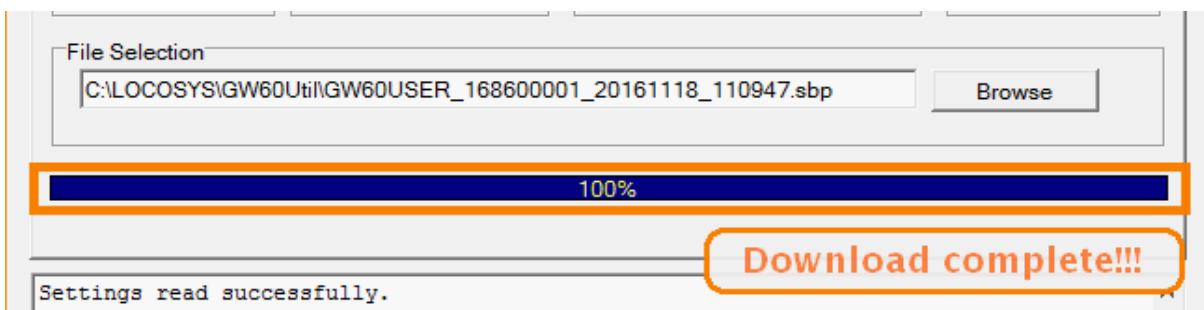 File Selection
C:\LOCOSYS\GW60Util\GW60USER_168600001_20161118_110947.sbp
Browse
100%
Download complete!!!
Settings read successfully.